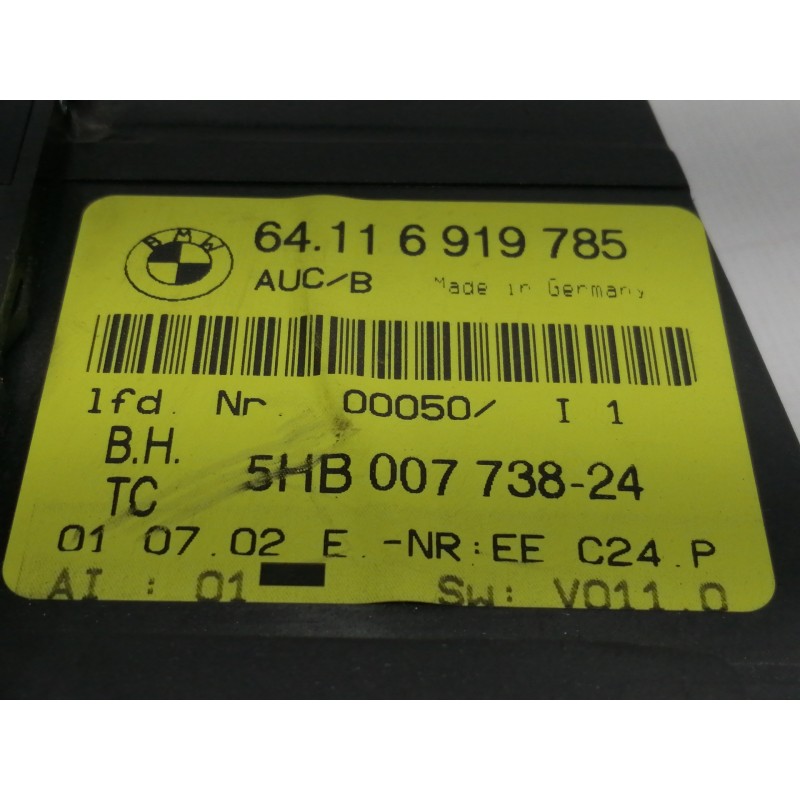 BMW
64.11 6 919 785
AUC/B Made in Germany
lfd. Nr. 00050/ I 1
B.H.
TC 5HB 007 738-24
01 07.02 E.-NR:EE C24.P
AI : 01 Sw: V011.0